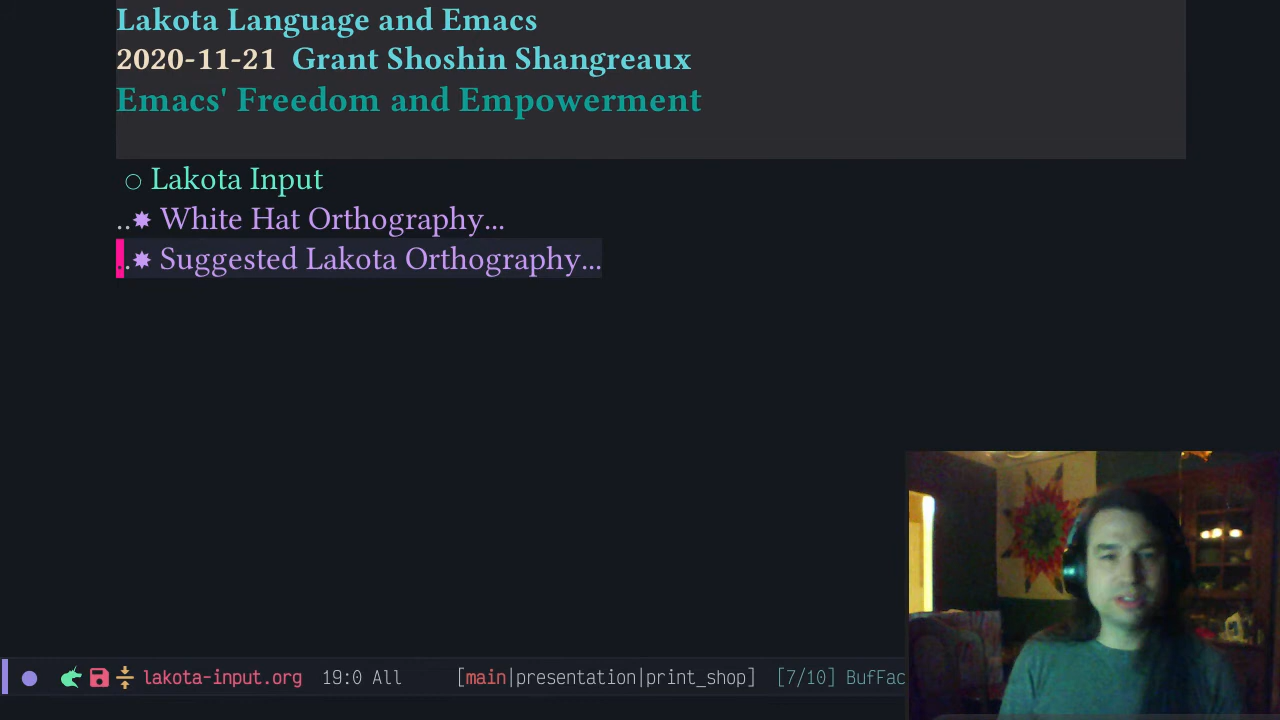 Lakota Language and Emacs
2020-11-21 Grant Shoshin Shangreaux
Emacs' Freedom and Empowerment
○ Lakota Input
..✸ White Hat Orthography...
..✸ Suggested Lakota Orthography...
lakota-input.org 19:0 All [main|presentation|print_shop] [7/10] BufFac